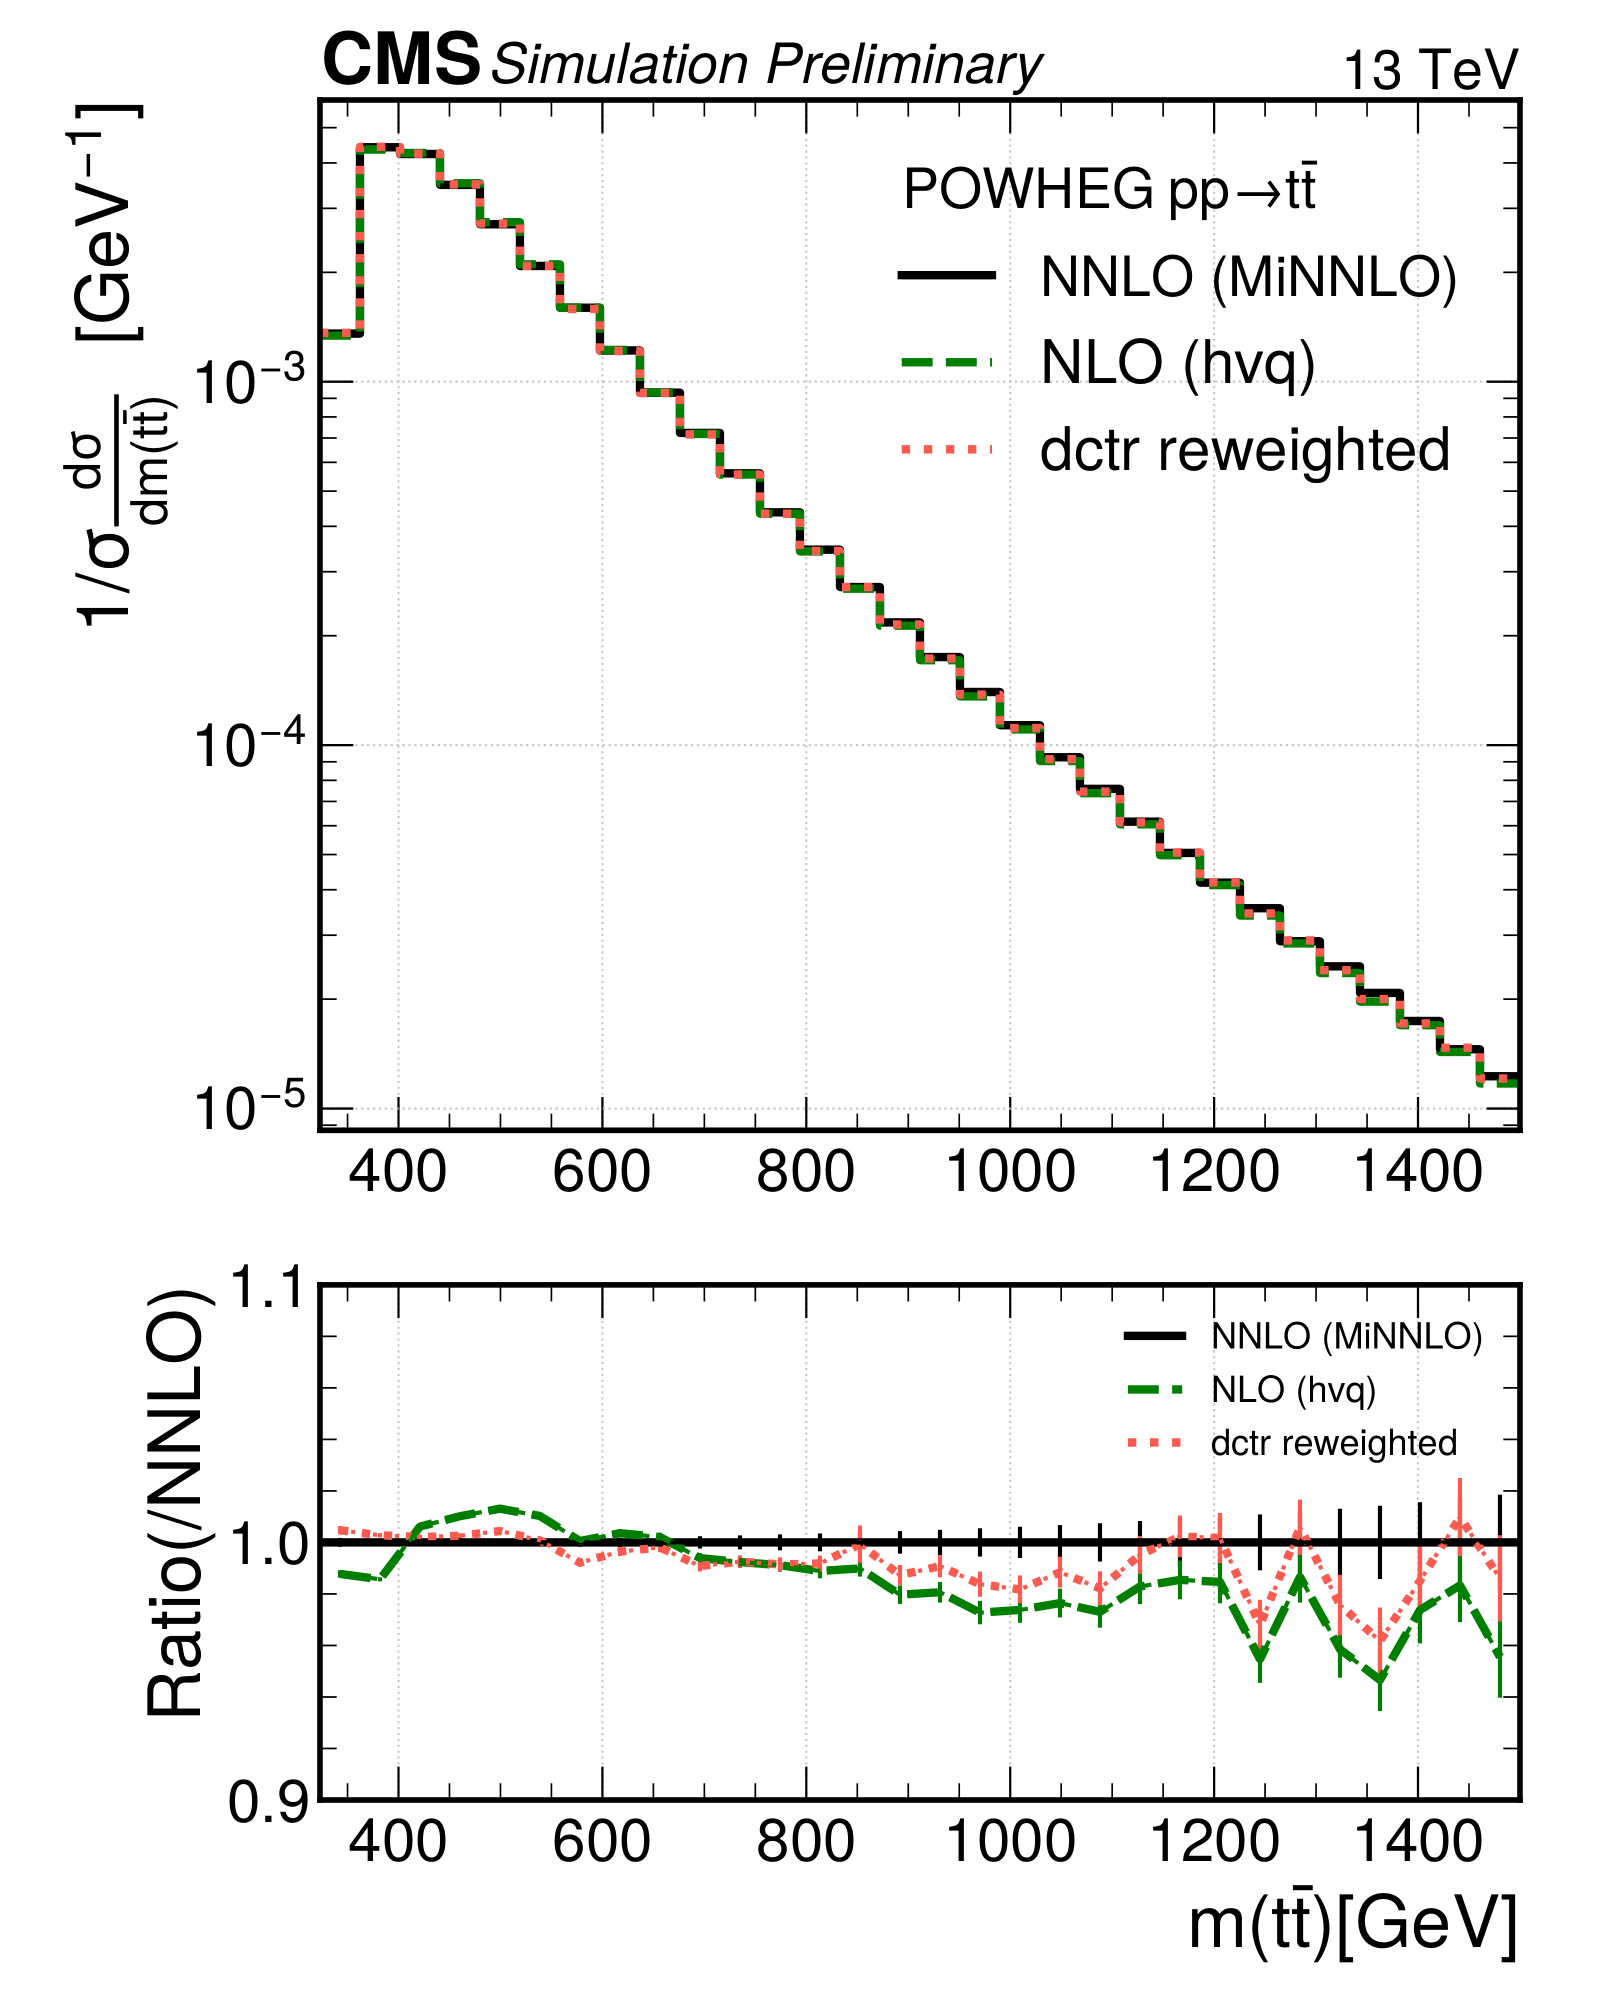 CMS Simulation Preliminary 13 TeV
1/σ dσ/dm(tt̄) [GeV⁻¹]
POWHEG pp→tt̄
NNLO (MiNNLO)
NLO (hvq)
dctr reweighted
10⁻³
10⁻⁴
10⁻⁵
400 600 800 1000 1200 1400
Ratio(/NNLO)
1.1
1.0
0.9
NNLO (MiNNLO)
NLO (hvq)
dctr reweighted
400 600 800 1000 1200 1400
m(tt̄)[GeV]